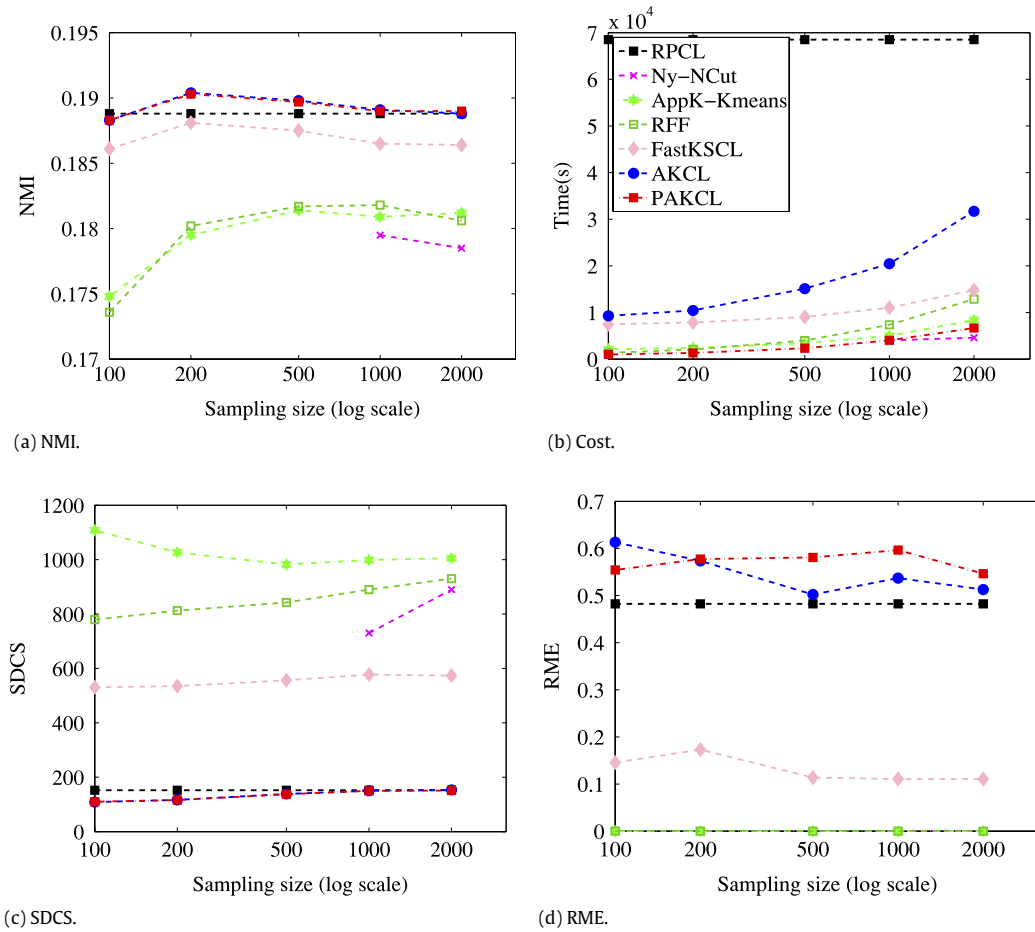 0.195
0.19
0.185
0.18
0.175
0.17
NMI
100
200
500
1000
2000
Sampling size (log scale)
(a) NMI.
x 10^4
7
6
5
4
3
2
1
0
Time(s)
RPCL
Ny−NCut
AppK−Kmeans
RFF
FastKSCL
AKCL
PAKCL
100
200
500
1000
2000
Sampling size (log scale)
(b) Cost.
1200
1000
800
600
400
200
0
SDCS
100
200
500
1000
2000
Sampling size (log scale)
(c) SDCS.
0.7
0.6
0.5
0.4
0.3
0.2
0.1
0
RME
100
200
500
1000
2000
Sampling size (log scale)
(d) RME.